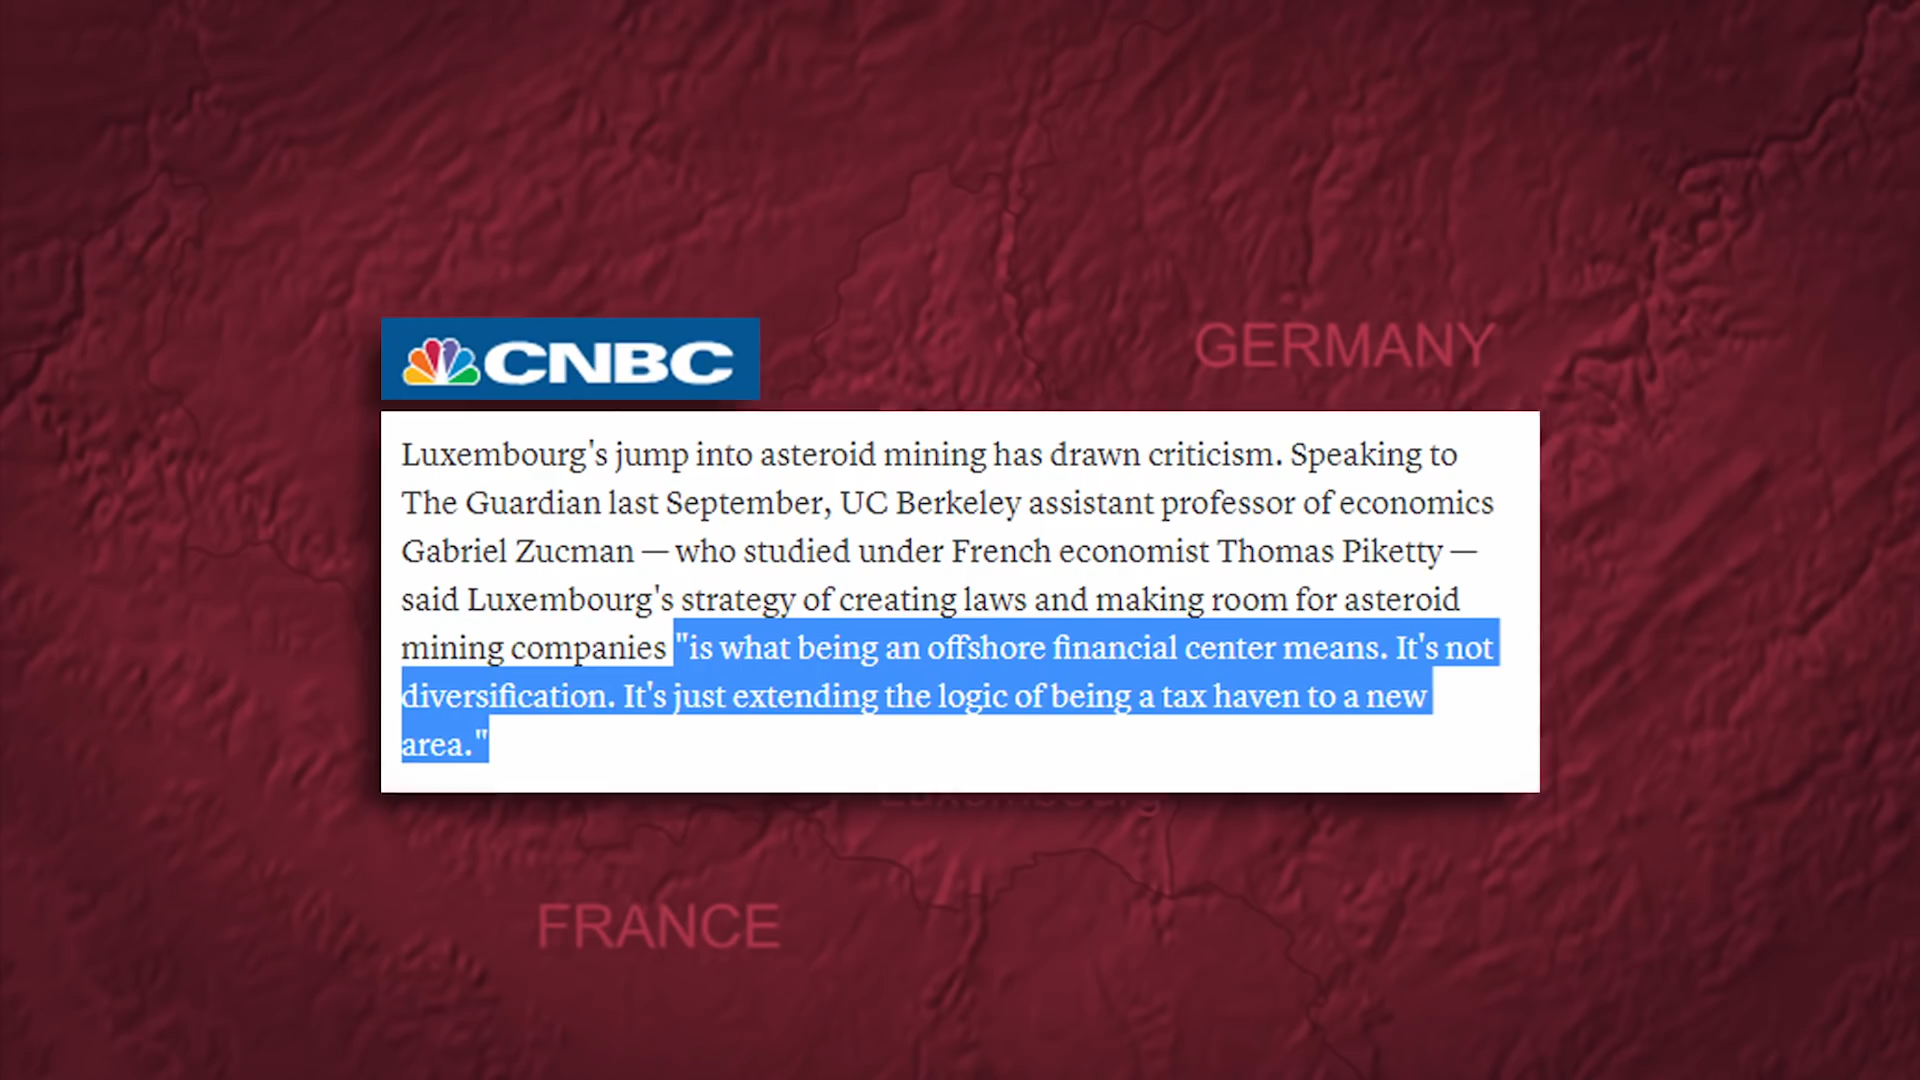 GERMANY
CNBC
Luxembourg's jump into asteroid mining has drawn criticism. Speaking to
The Guardian last September, UC Berkeley assistant professor of economics
Gabriel Zucman — who studied under French economist Thomas Piketty —
said Luxembourg's strategy of creating laws and making room for asteroid
mining companies "is what being an offshore financial center means. It's not
diversification. It's just extending the logic of being a tax haven to a new
area."
FRANCE